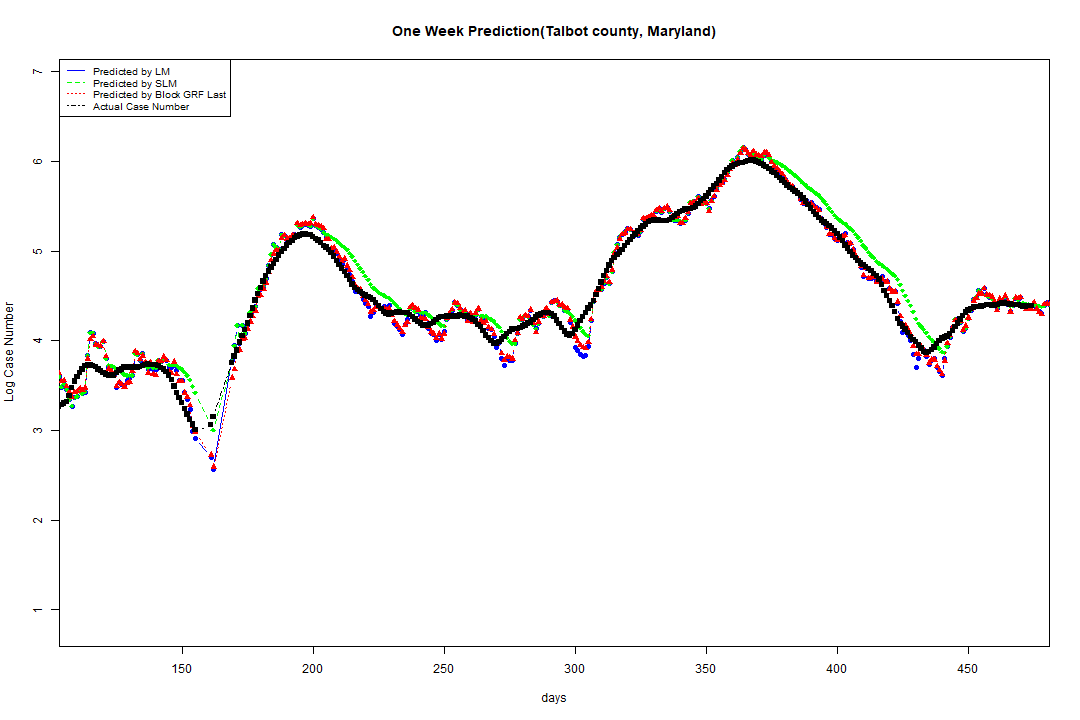 One Week Prediction(Talbot county, Maryland)
Predicted by LM
Predicted by SLM
Predicted by Block GRF Last
Actual Case Number
7
6
5
4
3
2
1
Log Case Number
150 200 250 300 350 400 450
days